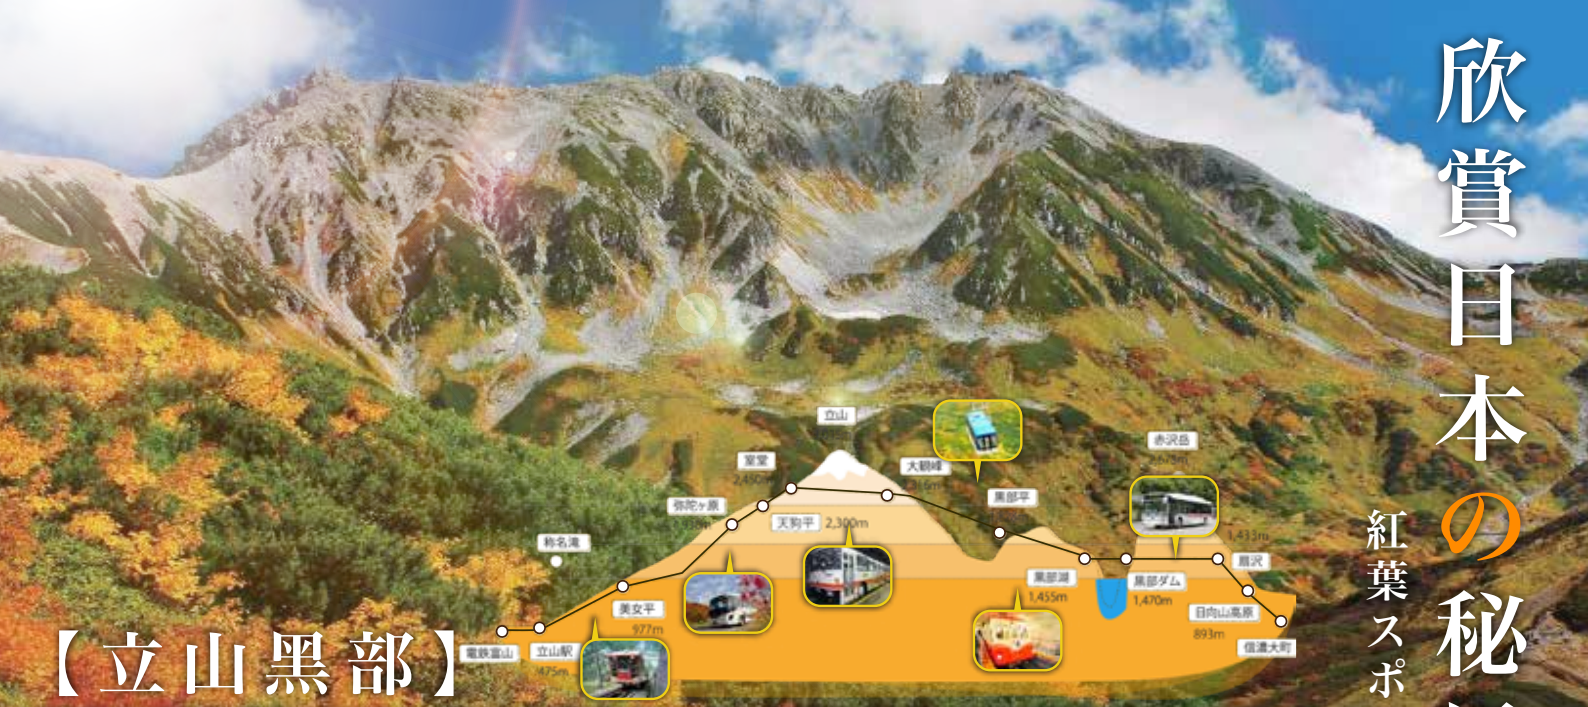 欣賞日本の秘
紅葉スポ
【立山黒部】
立山
室堂
2,450m
大観峰
赤沢岳
黒部平
弥陀ヶ原
天狗平 2,300m
称名滝
1,433m
扇沢
黒部湖
1,455m
黒部ダム
1,470m
美女平
977m
日向山高原
893m
電鉄富山
立山駅
475m
信濃大町